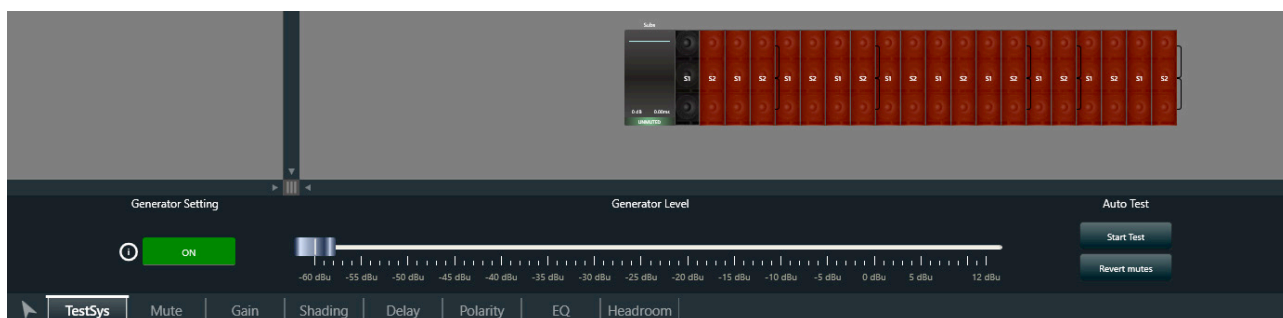 Subs
S1 S2 S1 S2 S1 S2 S1 S2 S1 S2 S1 S2 S1 S2 S1 S2 S1 S2 S1 S2 S2
0 dB 0.00ms
UNMUTED
Generator Setting Generator Level Auto Test
ON
Start Test
-60 dBu -55 dBu -50 dBu -45 dBu -40 dBu -35 dBu -30 dBu -25 dBu -20 dBu -15 dBu -10 dBu -5 dBu 0 dBu 5 dBu 12 dBu
Revert mutes
TestSys Mute Gain Shading Delay Polarity EQ Headroom